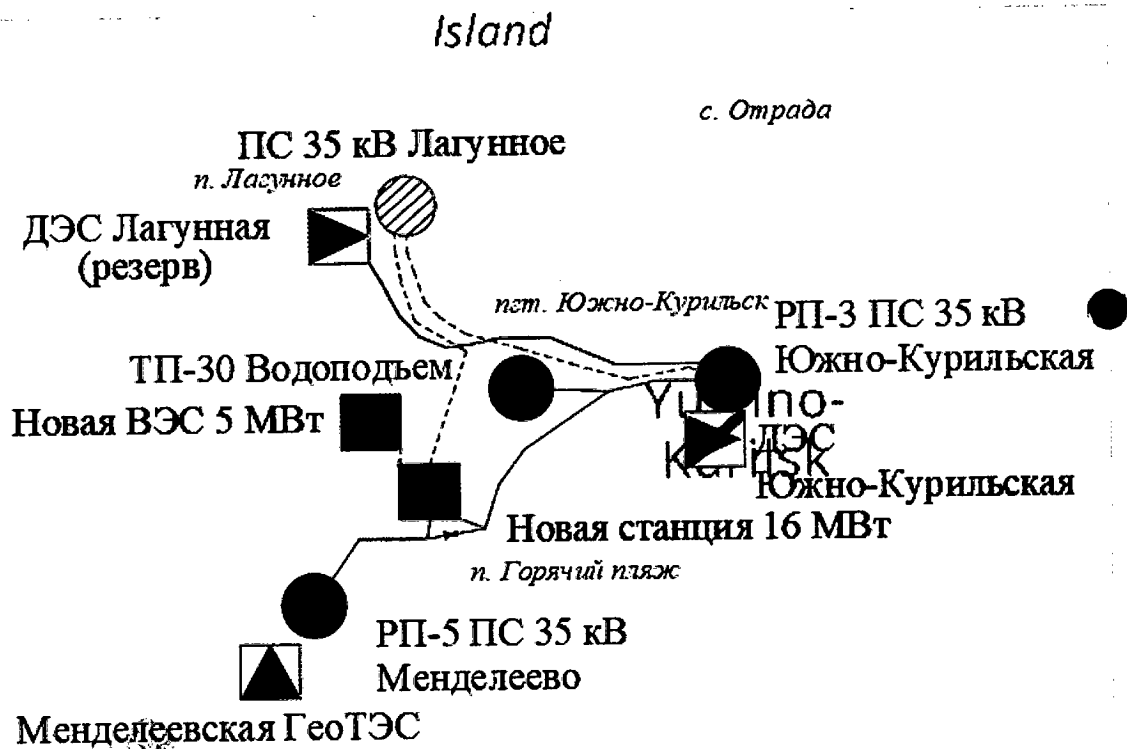 Island
с. Отрада
ПС 35 кВ Лагунное
п. Лагунное
ДЭС Лагунная
(резерв)
пгт. Южно-Курильск
РП-3 ПС 35 кВ
Южно-Курильская
ТП-30 Водоподьем
Новая ВЭС 5 МВт
ДЭС
Южно-Курильская
Новая станция 16 МВт
п. Горячий пляж
РП-5 ПС 35 кВ
Менделеево
Менделеевская ГеоТЭС